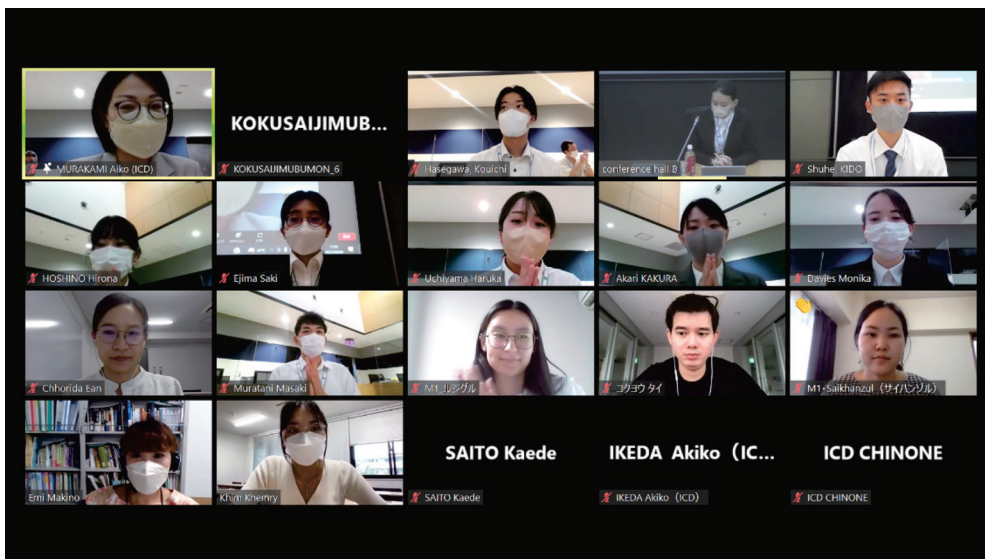 MURAKAMI Aiko (ICD)
KOKUSAIJIMUB...
KOKUSAIJIMUBUMON_6
Hasegawa, Kouichi
conference hall B
Shuhei KIDO
HOSHINO Hirona
Ejima Saki
Uchiyama Haruka
Akari KAKURA
Davies Monika
Chhorida Ean
Muratani Masaki
M1_ルジグル
コクヨウ タイ
M1-Saikhanzul（サイハンゾル）
Emi Makino
Khim Khemry
SAITO Kaede
SAITO Kaede
IKEDA Akiko（IC...
IKEDA Akiko（ICD）
ICD CHINONE
ICD CHINONE